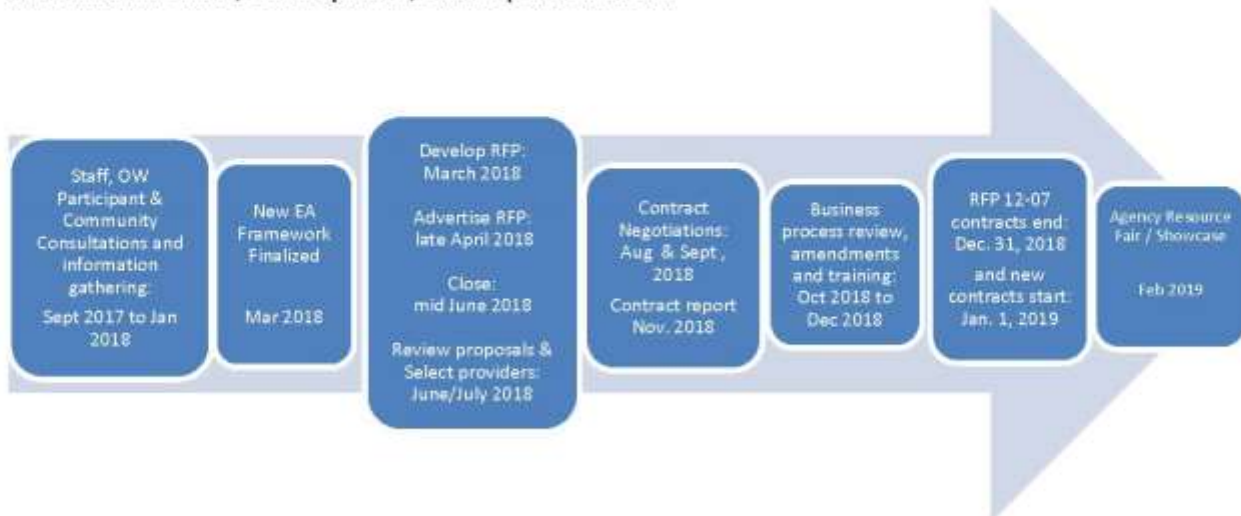 Staff, OW
Participant &
Community
Consultations and
information
gathering:
Sept 2017 to Jan
2018
New EA
Framework
Finalized
Mar 2018
Develop RFP:
March 2018
Advertise RFP:
late April 2018
Close:
mid June 2018
Review proposals &
Select providers:
June/July 2018
Contract
Negotiations:
Aug & Sept,
2018
Contract report
Nov. 2018
Business
process review,
amendments
and training:
Oct 2018 to
Dec 2018
RFP 12-07
contracts end:
Dec. 31, 2018
and new
contracts start:
Jan. 1, 2019
Agency Resource
Fair / Showcase
Feb 2019